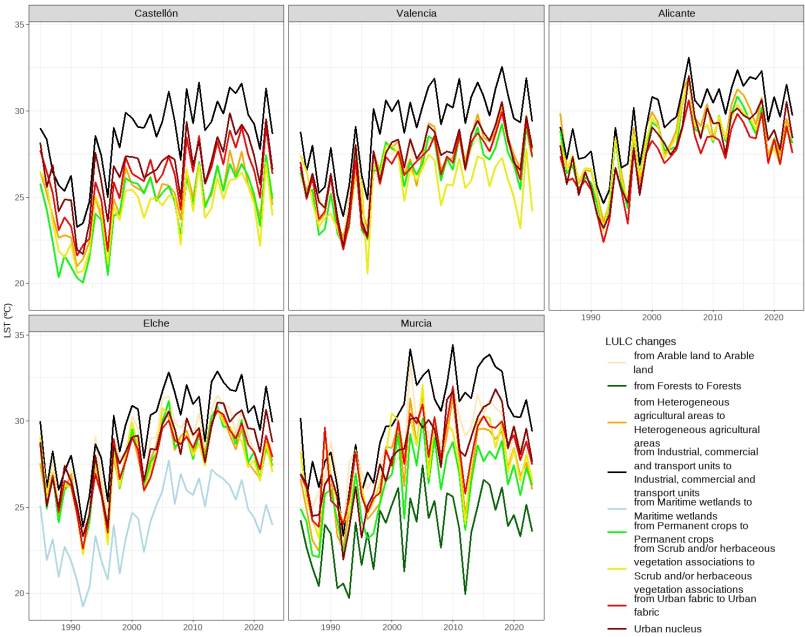 Castellón
Valencia
Alicante
35
30
25
20
1990
2000
2010
2020
LST (ºC)
Elche
Murcia
35
30
25
20
1990
2000
2010
2020
1990
2000
2010
2020
LULC changes
from Arable land to Arable
land
from Forests to Forests
from Heterogeneous
agricultural areas to
Heterogeneous agricultural
areas
from Industrial, commercial
and transport units to
Industrial, commercial and
transport units
from Maritime wetlands to
Maritime wetlands
from Permanent crops to
Permanent crops
from Scrub and/or herbaceous
vegetation associations to
Scrub and/or herbaceous
vegetation associations
from Urban fabric to Urban
fabric
Urban nucleus